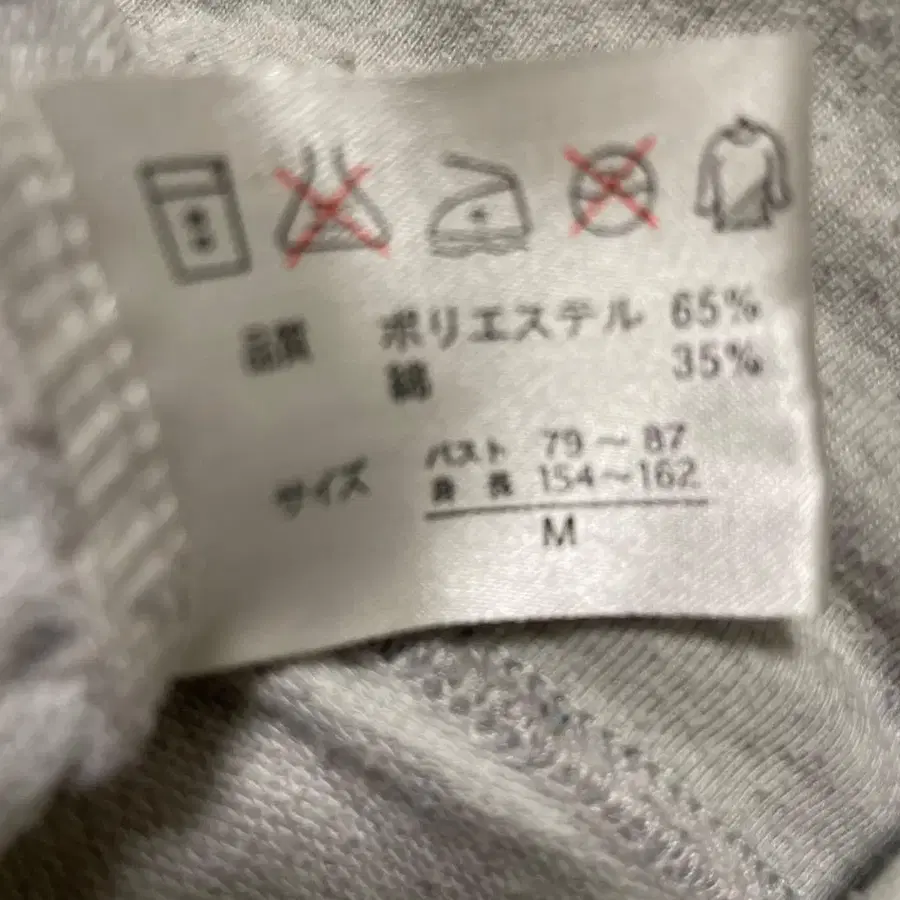 品質 ポリエステル 65%
綿 35%
サイズ バスト 79～87
身長 154～162
M